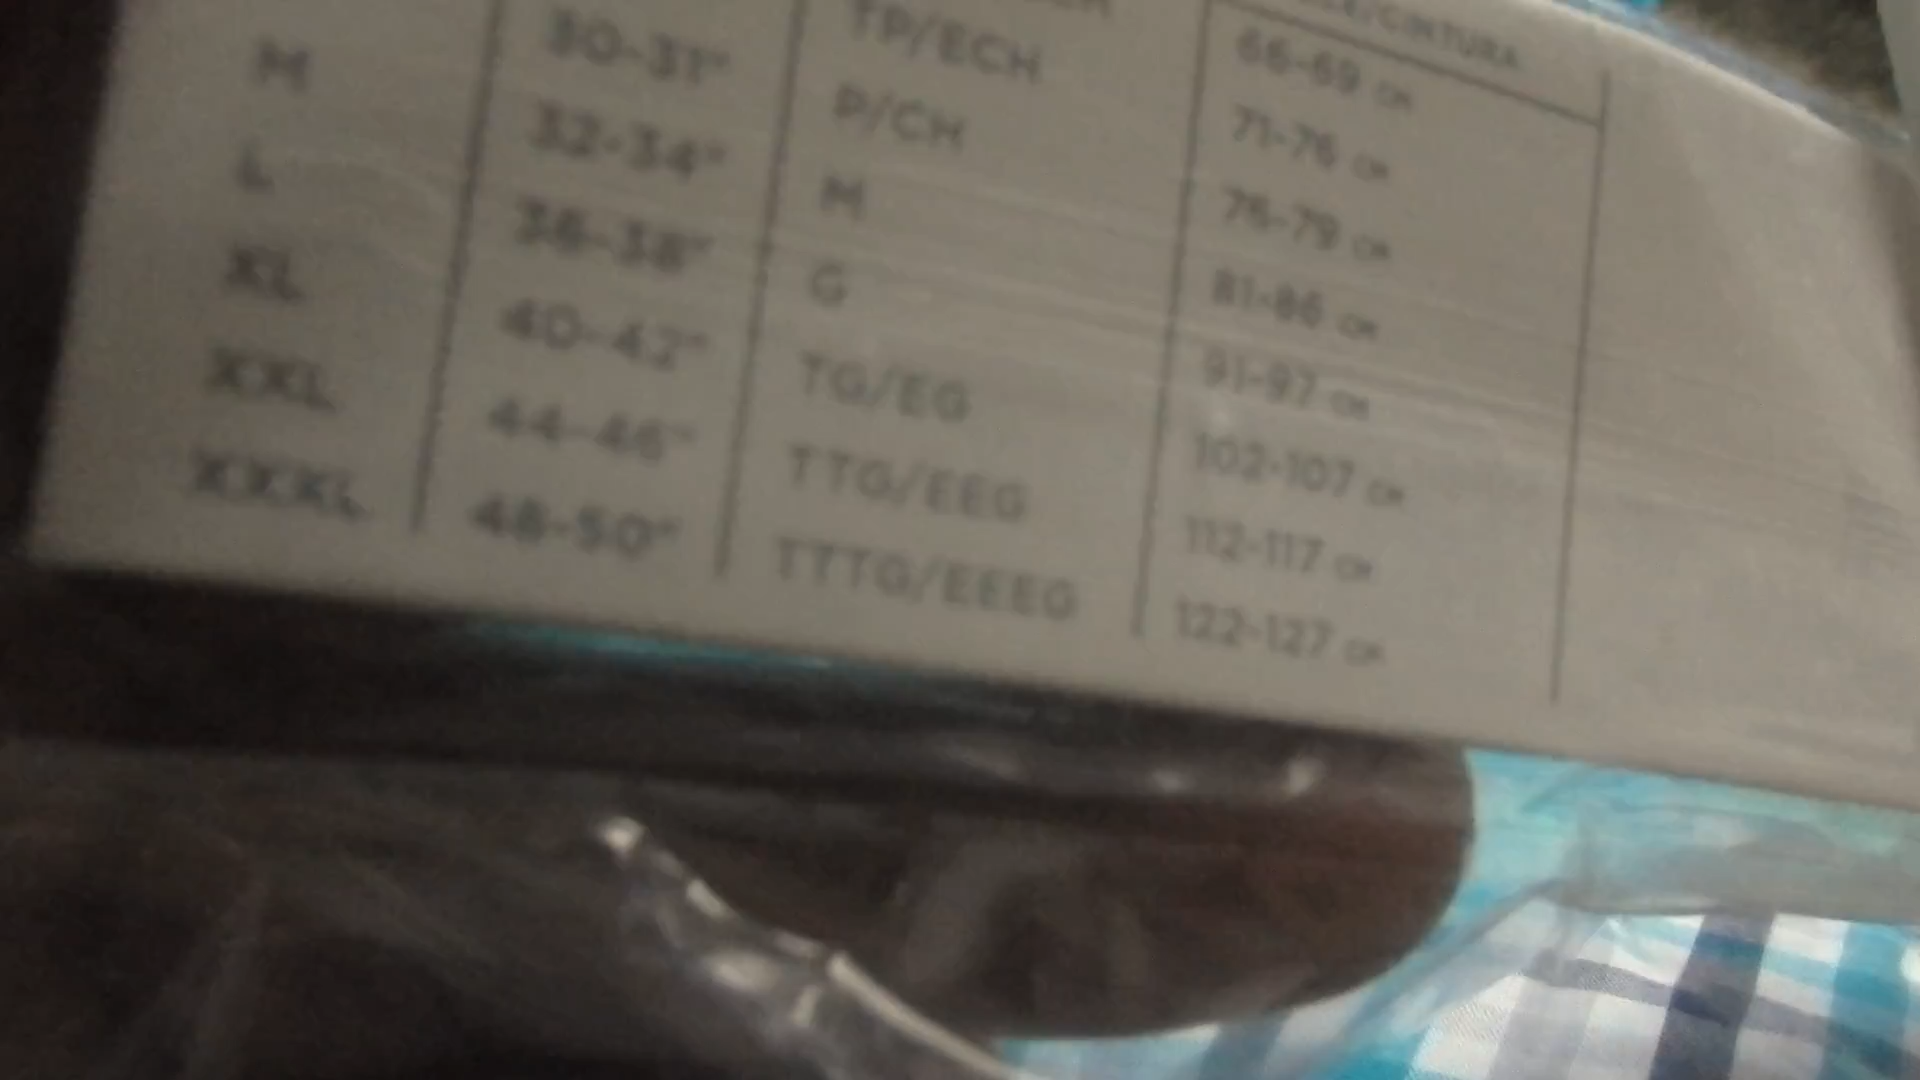 /CINTURA
66-69 CM
TP/ECH 71-76 CM
30-31" P/CH 76-79 CM
M 32-34" M 81-86 CM
L 36-38" G 91-97 CM
XL 40-42" TG/EG 102-107 CM
XXL 44-46" TTG/EEG 112-117 CM
XXXL 48-50" TTTG/EEEG 122-127 CM